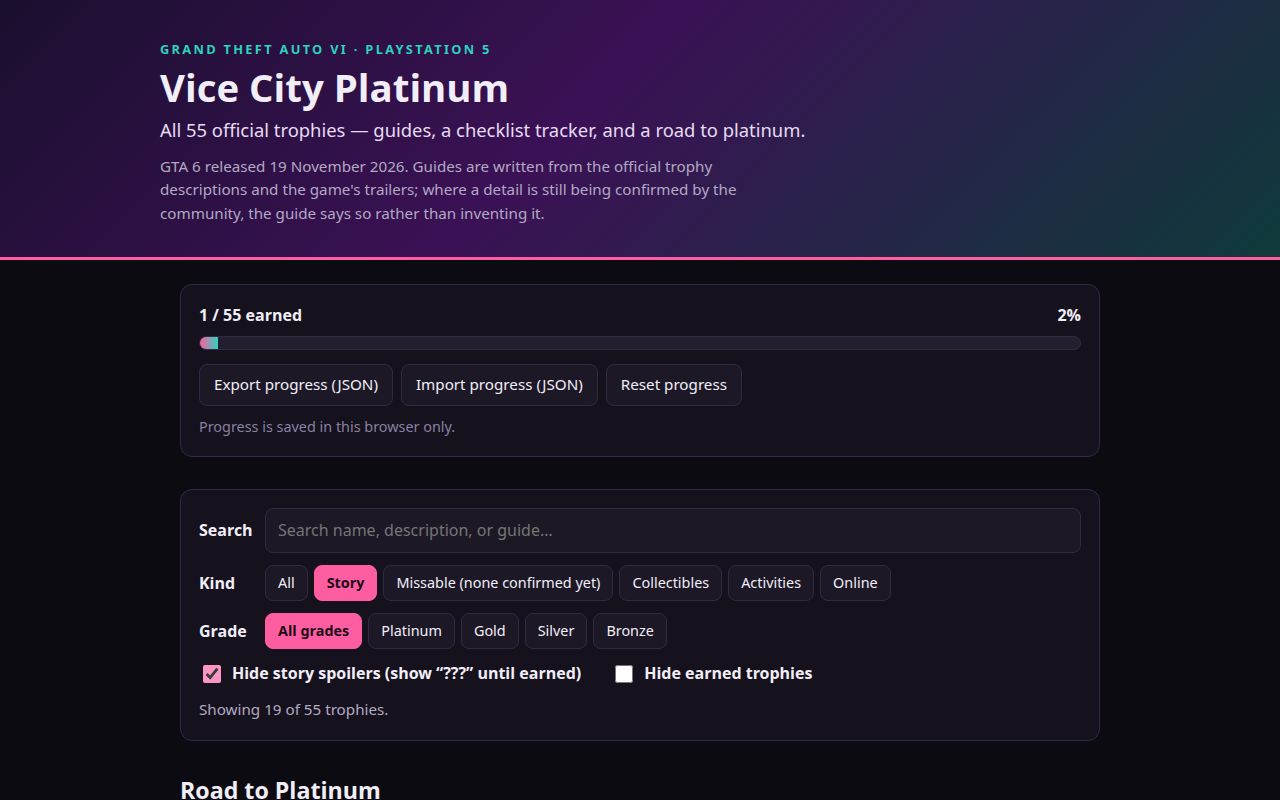 GRAND THEFT AUTO VI · PLAYSTATION 5
Vice City Platinum
All 55 official trophies — guides, a checklist tracker, and a road to platinum.
GTA 6 released 19 November 2026. Guides are written from the official trophy
descriptions and the game's trailers; where a detail is still being confirmed by the
community, the guide says so rather than inventing it.
1 / 55 earned 2%
Export progress (JSON) Import progress (JSON) Reset progress
Progress is saved in this browser only.
Search Search name, description, or guide…
Kind All Story Missable (none confirmed yet) Collectibles Activities Online
Grade All grades Platinum Gold Silver Bronze
Hide story spoilers (show “???” until earned) Hide earned trophies
Showing 19 of 55 trophies.
Road to Platinum